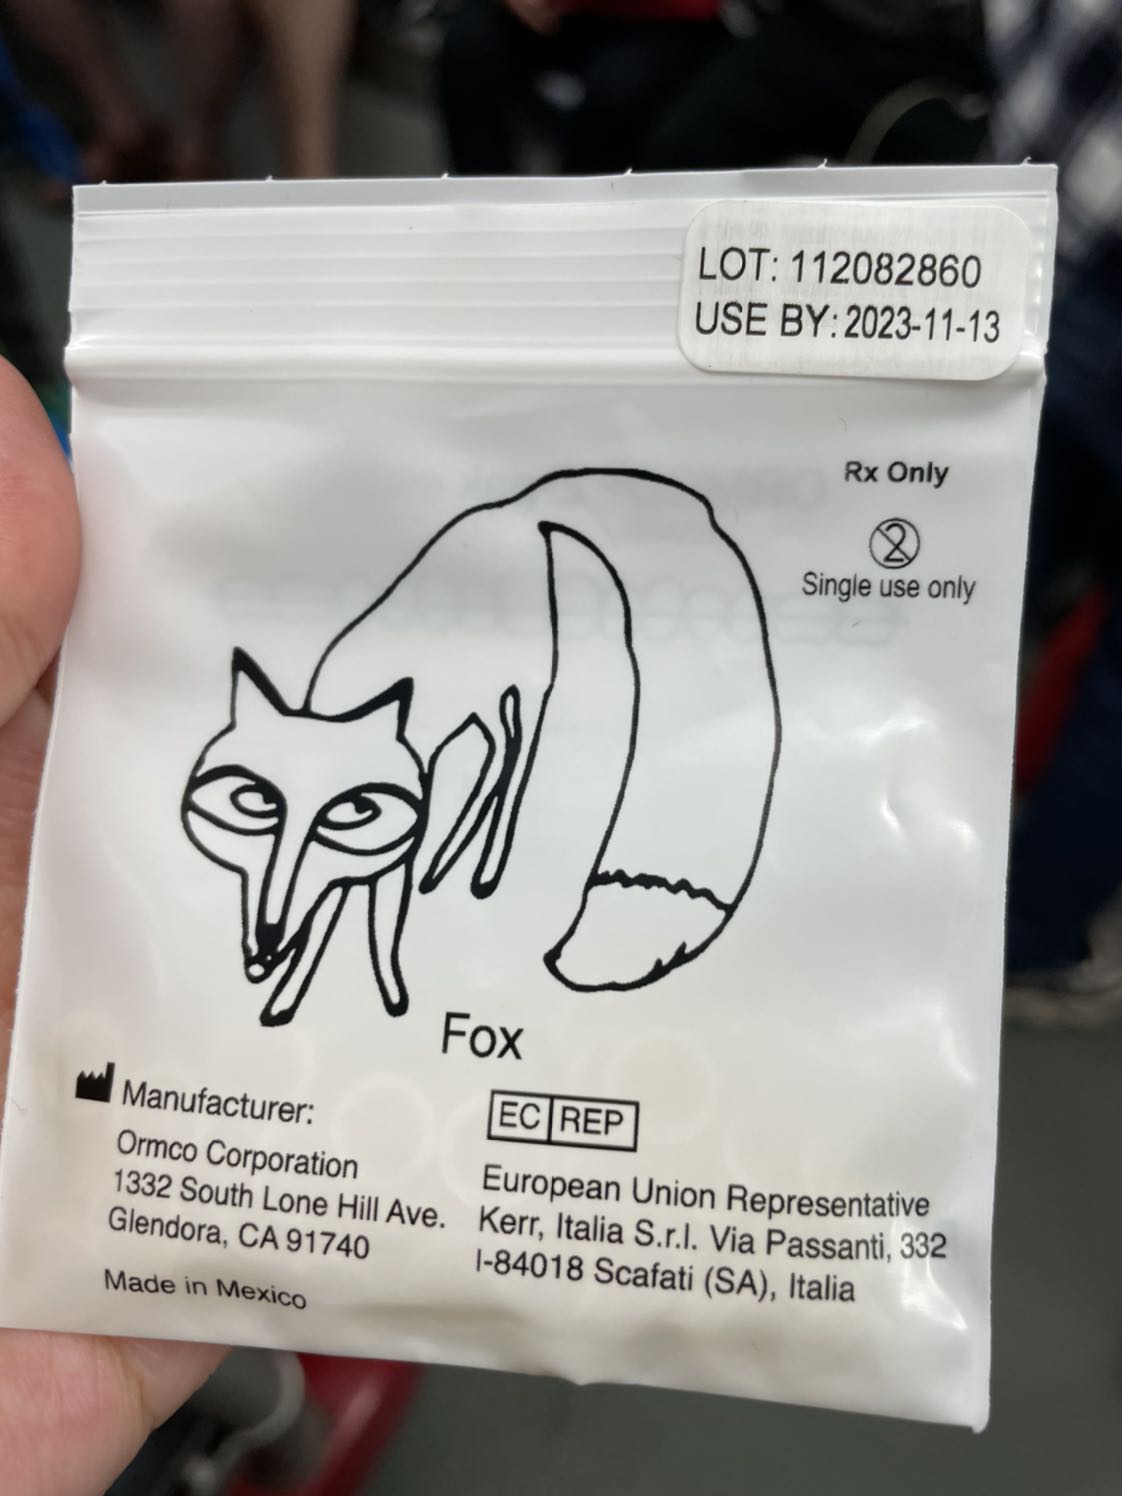 LOT: 112082860
USE BY: 2023-11-13
Rx Only
2
Single use only
Fox
Manufacturer:
Ormco Corporation
1332 South Lone Hill Ave.
Glendora, CA 91740
Made in Mexico
EC REP
European Union Representative
Kerr, Italia S.r.l. Via Passanti, 332
I-84018 Scafati (SA), Italia